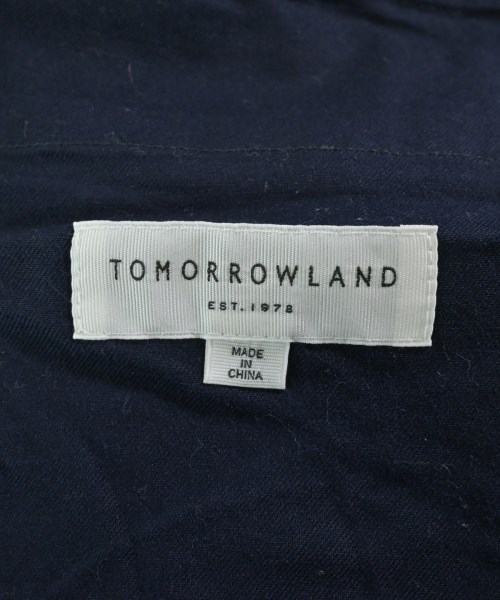 TOMORROWLAND
EST. 1978
MADE
IN
CHINA